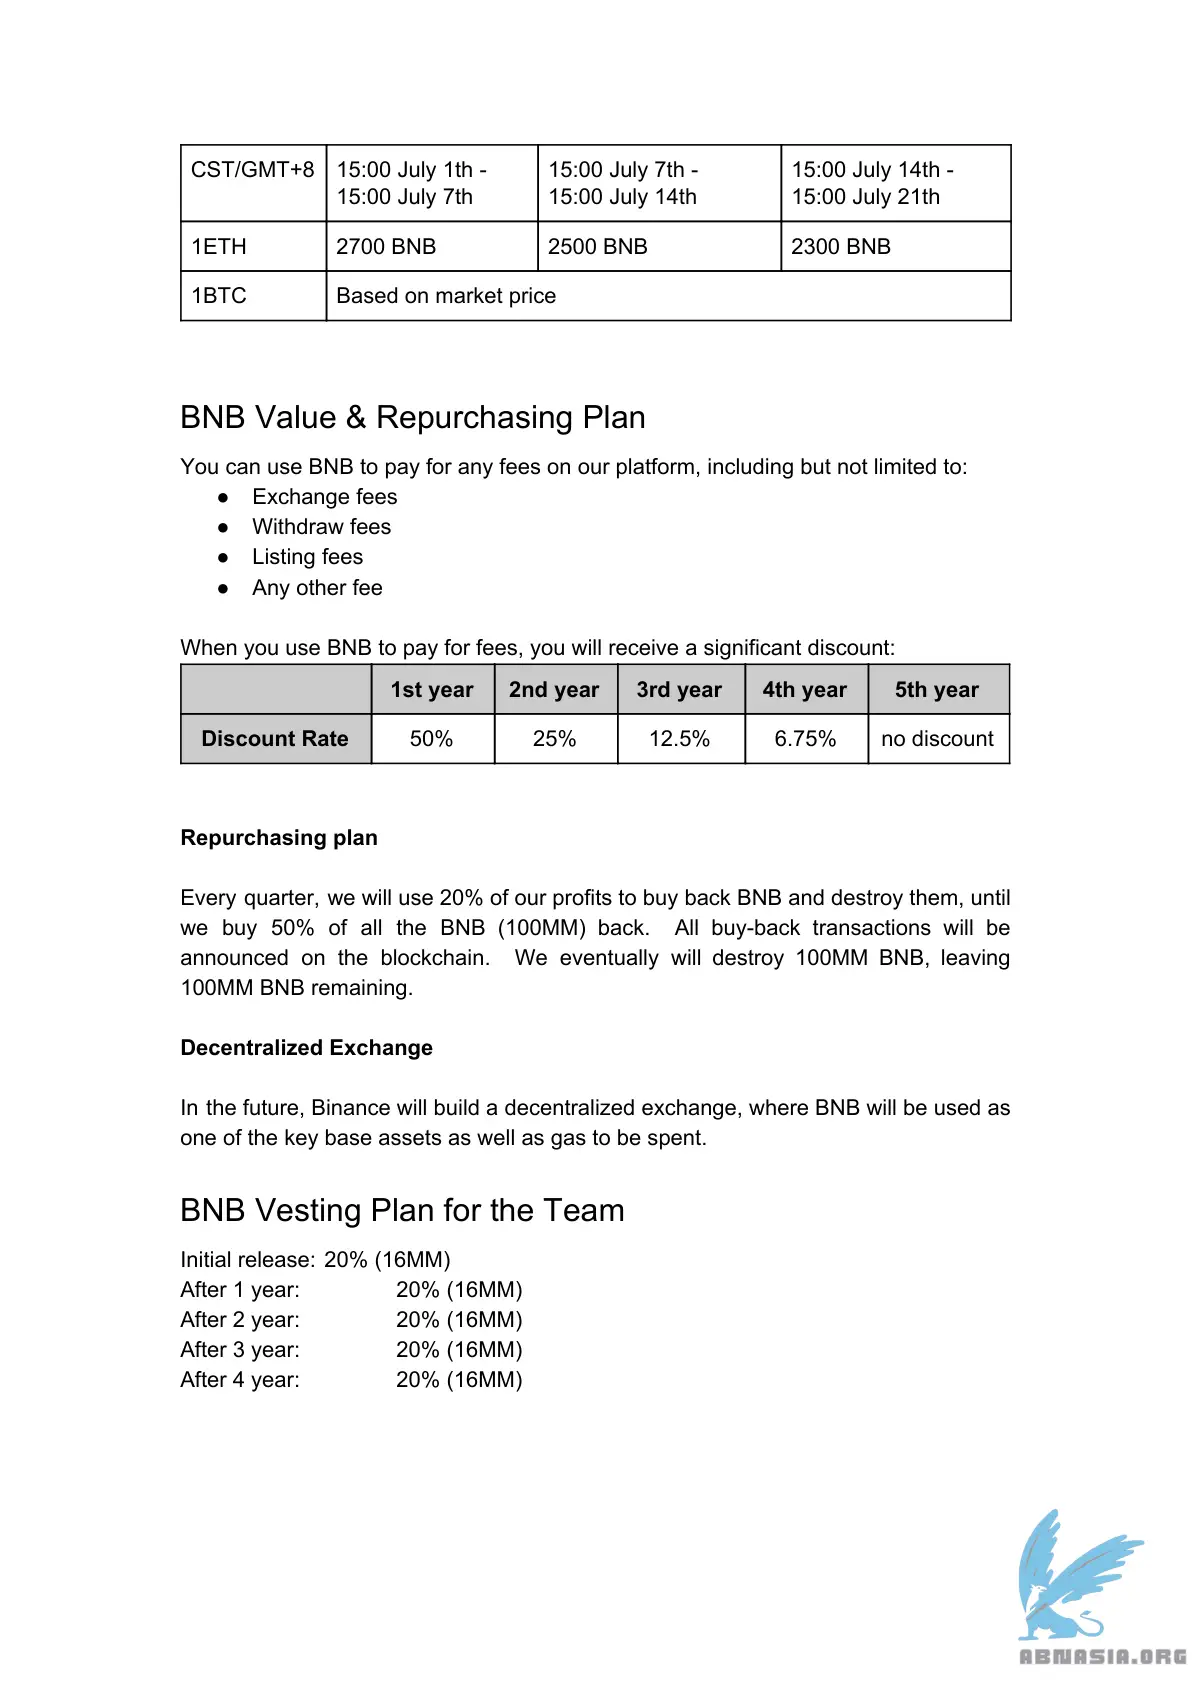 CST/GMT+8 15:00 July 1th - 15:00 July 7th - 15:00 July 14th -
15:00 July 7th 15:00 July 14th 15:00 July 21th
1ETH 2700 BNB 2500 BNB 2300 BNB
1BTC Based on market price
BNB Value & Repurchasing Plan
You can use BNB to pay for any fees on our platform, including but not limited to:
● Exchange fees
● Withdraw fees
● Listing fees
● Any other fee
When you use BNB to pay for fees, you will receive a significant discount:
1st year 2nd year 3rd year 4th year 5th year
Discount Rate 50% 25% 12.5% 6.75% no discount
Repurchasing plan
Every quarter, we will use 20% of our profits to buy back BNB and destroy them, until
we buy 50% of all the BNB (100MM) back. All buy-back transactions will be
announced on the blockchain. We eventually will destroy 100MM BNB, leaving
100MM BNB remaining.
Decentralized Exchange
In the future, Binance will build a decentralized exchange, where BNB will be used as
one of the key base assets as well as gas to be spent.
BNB Vesting Plan for the Team
Initial release: 20% (16MM)
After 1 year: 20% (16MM)
After 2 year: 20% (16MM)
After 3 year: 20% (16MM)
After 4 year: 20% (16MM)
ABNASIA.ORG